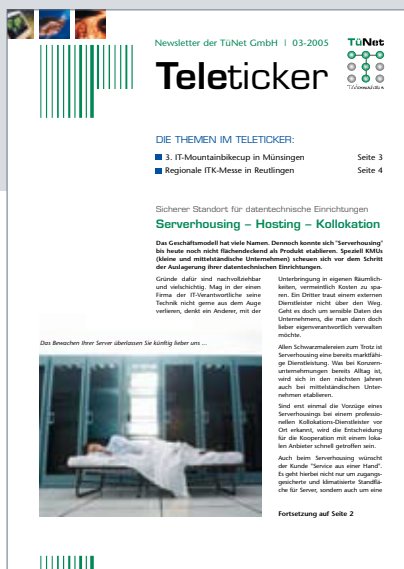 Newsletter der TüNet GmbH | 03-2005
TüNet
Teleticker
DIE THEMEN IM TELETICKER:
3. IT-Mountainbikecup in Münsingen Seite 3
Regionale ITK-Messe in Reutlingen Seite 4
Sicherer Standort für datentechnische Einrichtungen
Serverhousing – Hosting – Kollokation
Das Geschäftsmodell hat viele Namen. Dennoch konnte sich "Serverhousing"
bis heute noch nicht flächendeckend als Produkt etablieren. Speziell KMUs
(kleine und mittelständische Unternehmen) scheuen sich vor dem Schritt
der Auslagerung ihrer datentechnischen Einrichtungen.
Gründe dafür sind nachvollziehbar
und vielschichtig. Mag in der einen
Firma der IT-Verantwortliche seine
Technik nicht gerne aus dem Auge
verlieren, denkt ein Anderer, mit der
Das Bewachen Ihrer Server überlassen Sie künftig lieber uns ...
Unterbringung in eigenen Räumlich-
keiten, vermeintlich Kosten zu spa-
ren. Ein Dritter traut einem externen
Dienstleister nicht über den Weg.
Geht es doch um sensible Daten des
Unternehmens, die man dann doch
lieber eigenverantwortlich verwalten
möchte.
Allen Schwarzmalereien zum Trotz ist
Serverhousing eine bereits marktfähi-
ge Dienstleistung. Was bei Konzern-
unternehmungen bereits Alltag ist,
wird sich in den nächsten Jahren
auch bei mittelständischen Unter-
nehmen etablieren.
Sind erst einmal die Vorzüge eines
Serverhousings bei einem professio-
nellen Kollokations-Dienstleister vor
Ort erkannt, wird die Entscheidung
für die Kooperation mit einem loka-
len Anbieter schnell getroffen sein.
Auch beim Serverhousing wünscht
der Kunde "Service aus einer Hand".
Es geht hierbei nicht nur um zugangs-
gesicherte und klimatisierte Standflä-
che für Server, sondern auch um eine
Fortsetzung auf Seite 2